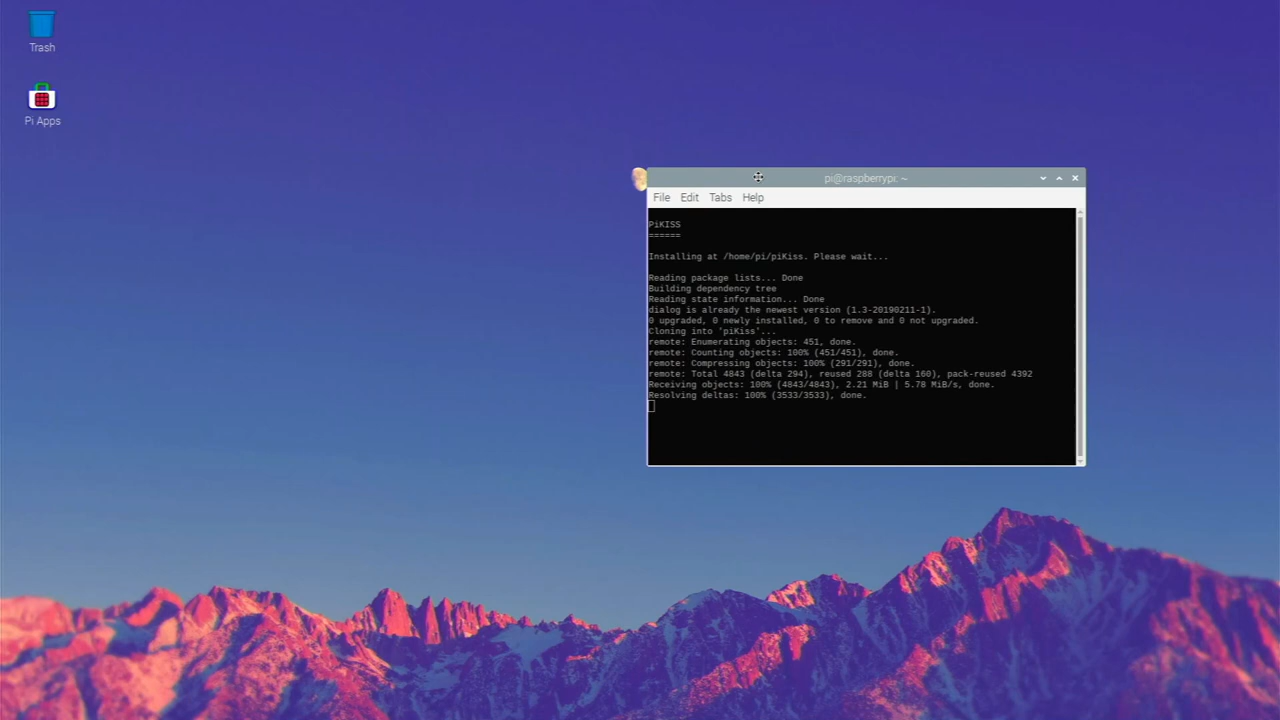 Trash
Pi Apps
pi@raspberrypi: ~
File Edit Tabs Help
PiKISS
======
Installing at /home/pi/piKiss. Please wait...
Reading package lists... Done
Building dependency tree
Reading state information... Done
dialog is already the newest version (1.3-20190211-1).
0 upgraded, 0 newly installed, 0 to remove and 0 not upgraded.
Cloning into 'piKiss'...
remote: Enumerating objects: 451, done.
remote: Counting objects: 100% (451/451), done.
remote: Compressing objects: 100% (291/291), done.
remote: Total 4843 (delta 294), reused 288 (delta 160), pack-reused 4392
Receiving objects: 100% (4843/4843), 2.21 MiB | 5.78 MiB/s, done.
Resolving deltas: 100% (3533/3533), done.